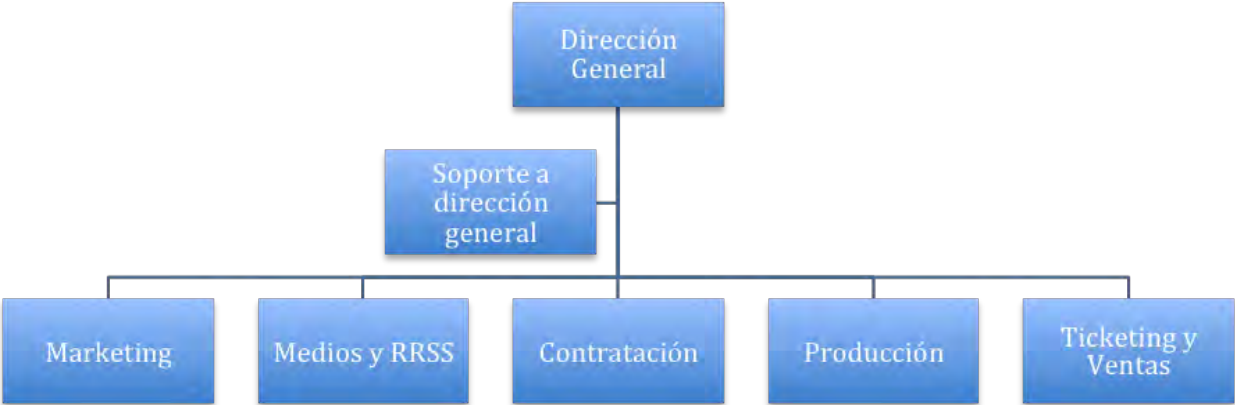 Dirección
General
Soporte a
dirección
general
Marketing
Medios y RRSS
Contratación
Producción
Ticketing y
Ventas